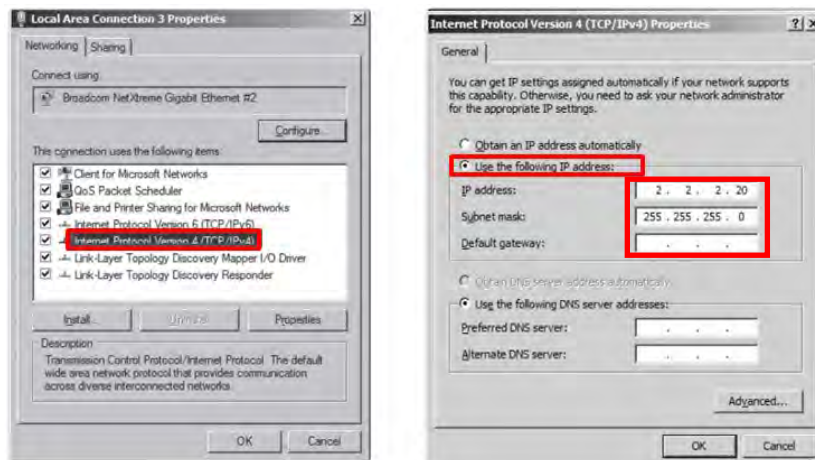 Local Area Connection 3 Properties
Networking
Sharing
Connect using
Broadcom NetXtreme Gigabit Ethernet #2
Configure...
This connection uses the following items
Client for Microsoft Networks
QoS Packet Scheduler
File and Printer Sharing for Microsoft Networks
Internet Protocol Version 6 (TCP/IPv6)
Internet Protocol Version 4 (TCP/IPv4)
Link-Layer Topology Discovery Mapper I/O Driver
Link-Layer Topology Discovery Responder
Install...
Uninstall
Properties
Description
Transmission Control Protocol/Internet Protocol. The default
wide area network protocol that provides communication
across diverse interconnected networks.
OK
Cancel
Internet Protocol Version 4 (TCP/IPv4) Properties
General
You can get IP settings assigned automatically if your network supports
this capability. Otherwise, you need to ask your network administrator
for the appropriate IP settings.
Obtain an IP address automatically
Use the following IP address:
IP address: 2 . 2 . 2 . 20
Subnet mask: 255 . 255 . 255 . 0
Default gateway: . . .
Obtain DNS server address automatically
Use the following DNS server addresses:
Preferred DNS server: . . .
Alternate DNS server: . . .
Advanced...
OK
Cancel